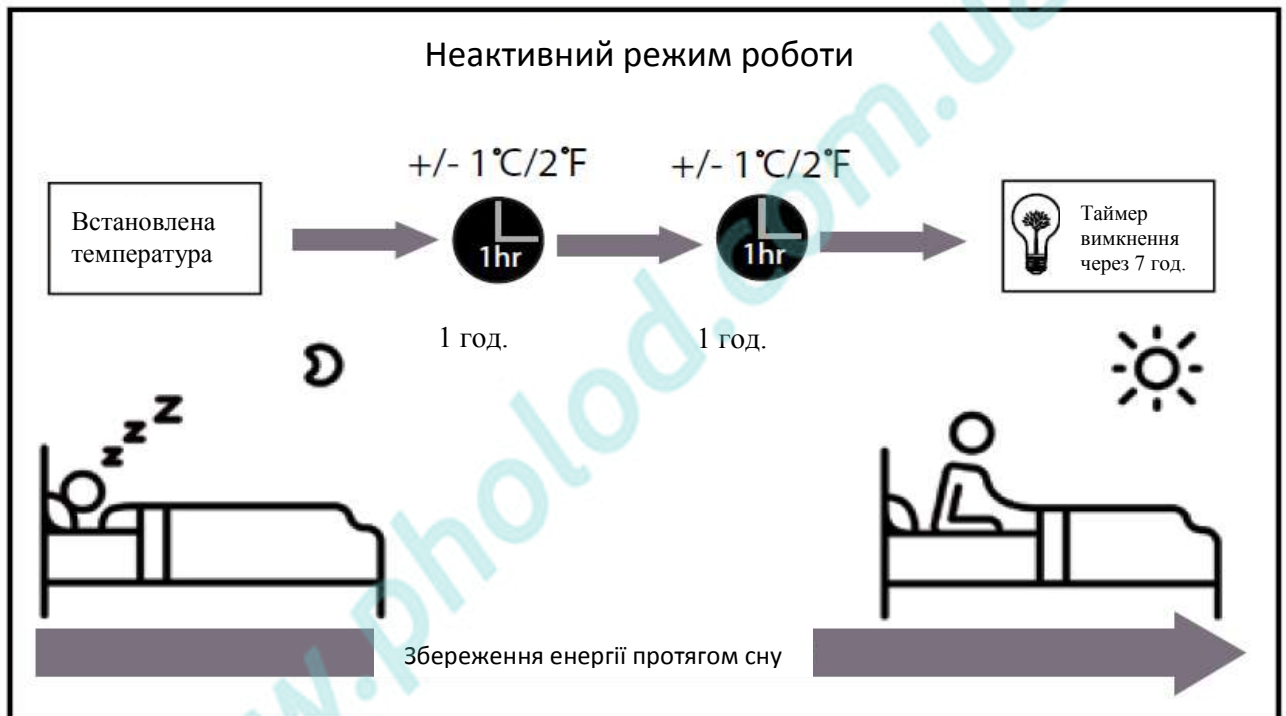 Неактивний режим роботи
+/- 1°C/2°F
+/- 1°C/2°F
Встановлена
температура
1hr
1hr
Таймер
вимкнення
через 7 год.
1 год.
1 год.
z z Z
Збереження енергії протягом сну
www.pholod.com.ua